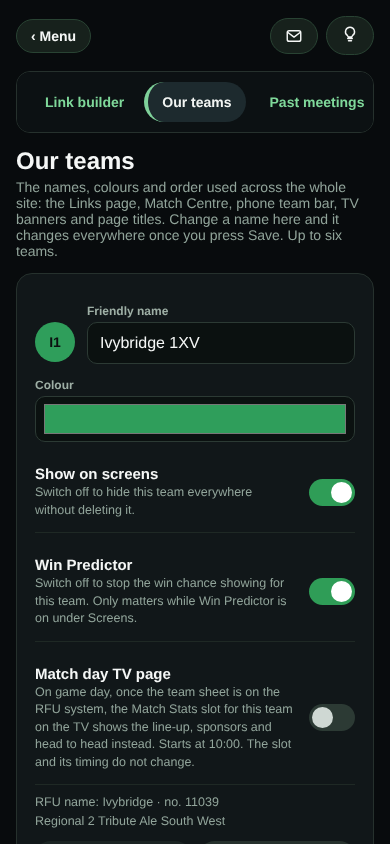 ‹ Menu
Link builder
Our teams
Past meetings
Our teams
The names, colours and order used across the whole
site: the Links page, Match Centre, phone team bar, TV
banners and page titles. Change a name here and it
changes everywhere once you press Save. Up to six
teams.
Friendly name
I1
Ivybridge 1XV
Colour
Show on screens
Switch off to hide this team everywhere
without deleting it.
Win Predictor
Switch off to stop the win chance showing for
this team. Only matters while Win Predictor is
on under Screens.
Match day TV page
On game day, once the team sheet is on the
RFU system, the Match Stats slot for this team
on the TV shows the line-up, sponsors and
head to head instead. Starts at 10:00. The slot
and its timing do not change.
RFU name: Ivybridge · no. 11039
Regional 2 Tribute Ale South West